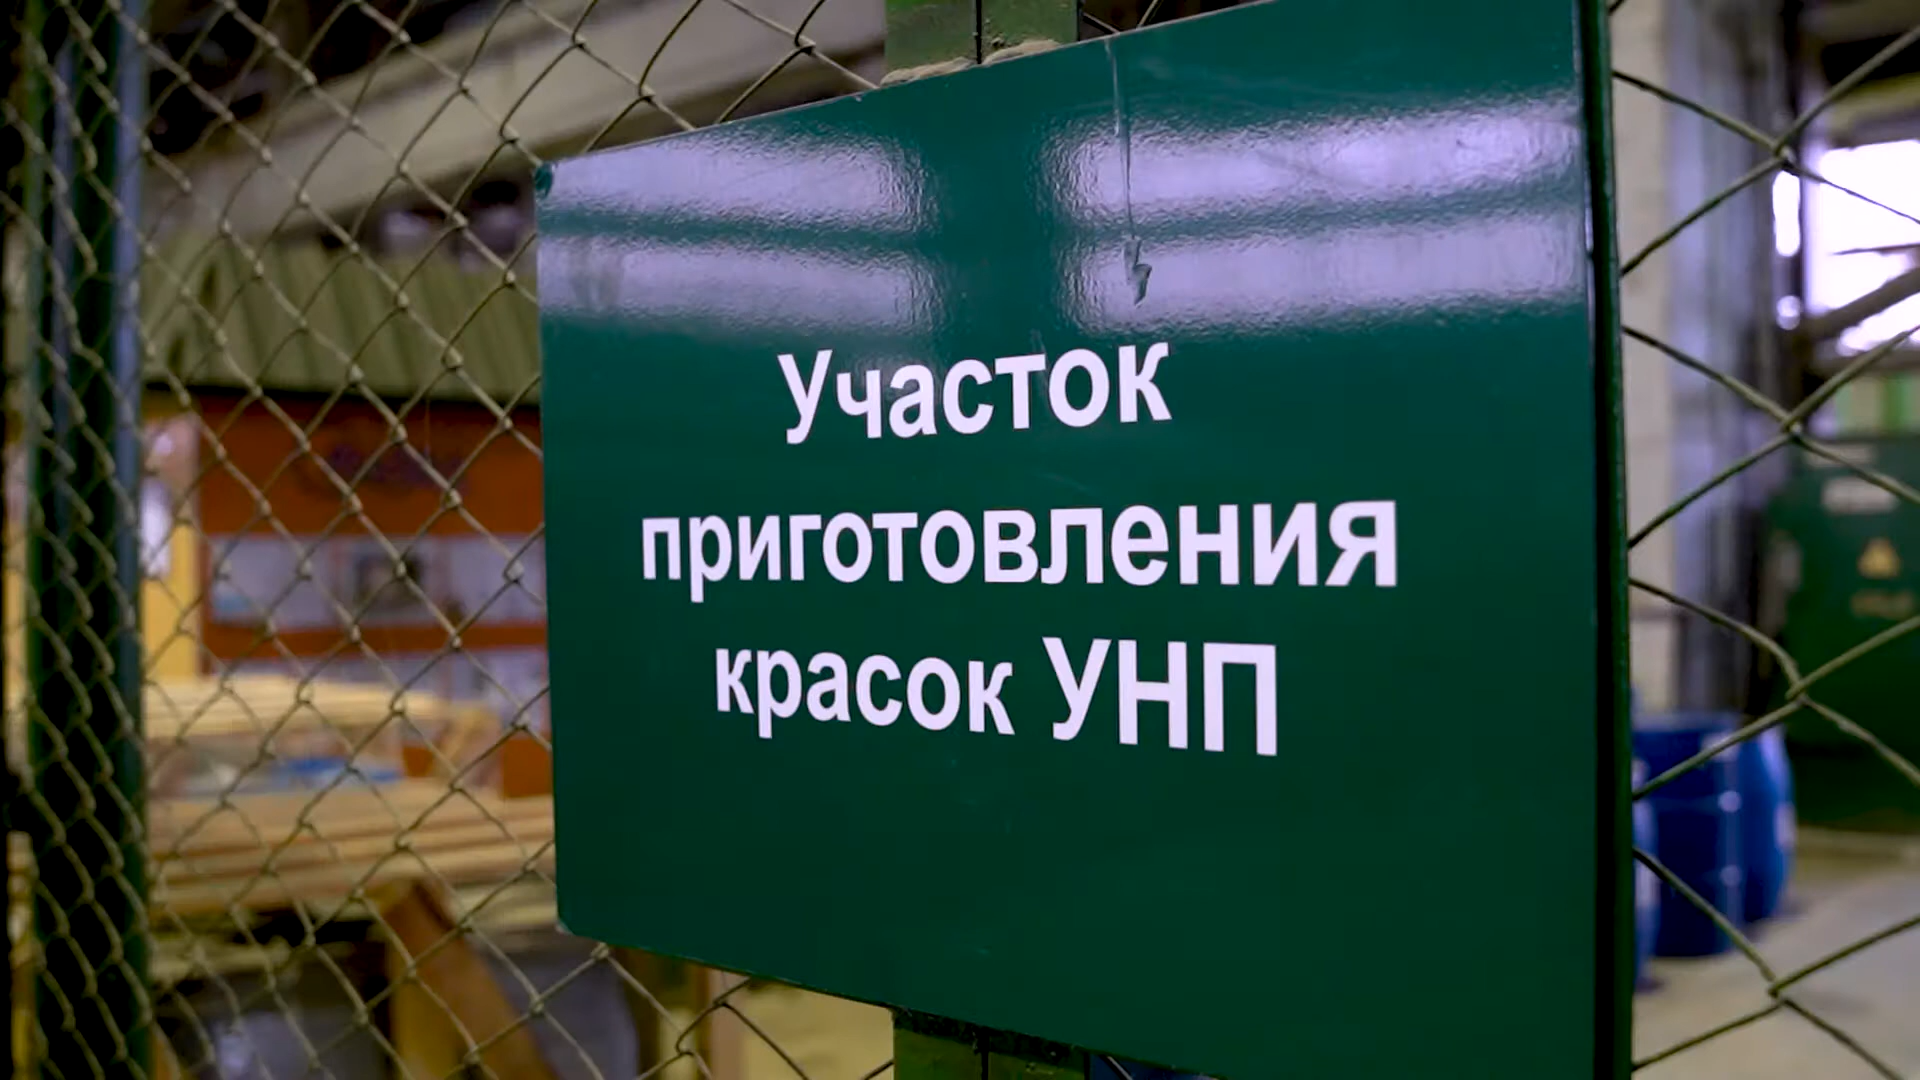 Участок
приготовления
красок УНП